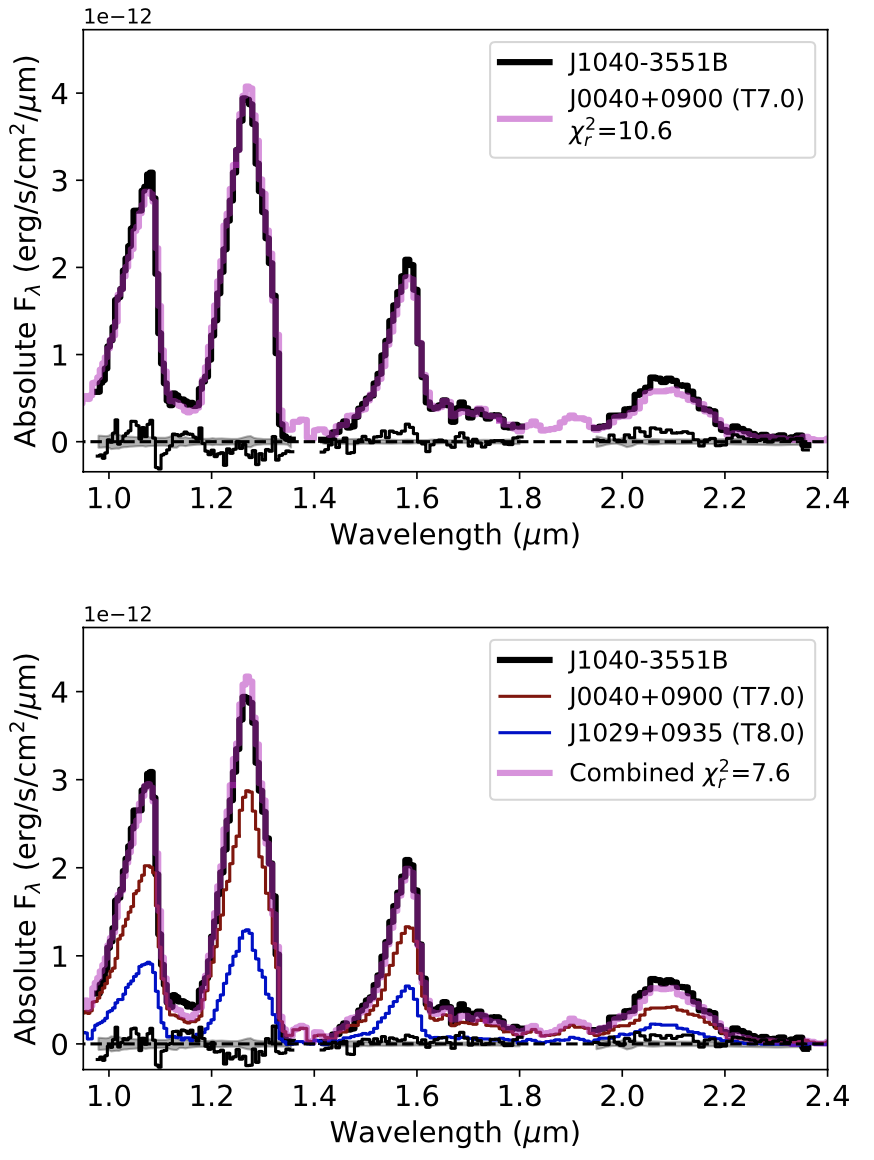 1e−12
Absolute Fλ (erg/s/cm²/μm)
4
3
2
1
0
J1040-3551B
J0040+0900 (T7.0)
χ²ᵣ=10.6
1.0 1.2 1.4 1.6 1.8 2.0 2.2 2.4
Wavelength (μm)
1e−12
Absolute Fλ (erg/s/cm²/μm)
4
3
2
1
0
J1040-3551B
J0040+0900 (T7.0)
J1029+0935 (T8.0)
Combined χ²ᵣ=7.6
1.0 1.2 1.4 1.6 1.8 2.0 2.2 2.4
Wavelength (μm)